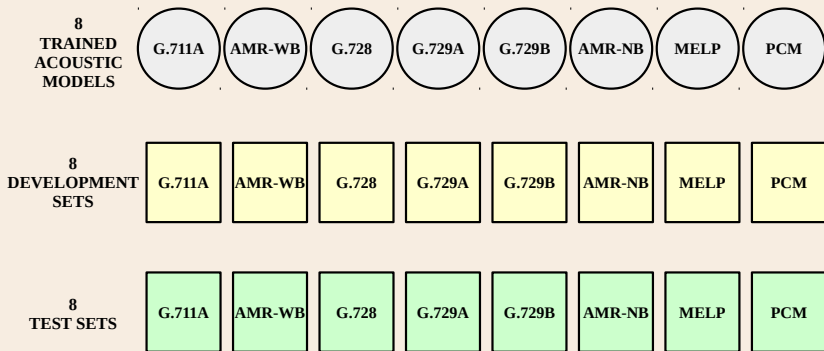 8
TRAINED
ACOUSTIC
MODELS
G.711A AMR-WB G.728 G.729A G.729B AMR-NB MELP PCM
8
DEVELOPMENT
SETS
G.711A AMR-WB G.728 G.729A G.729B AMR-NB MELP PCM
8
TEST SETS
G.711A AMR-WB G.728 G.729A G.729B AMR-NB MELP PCM